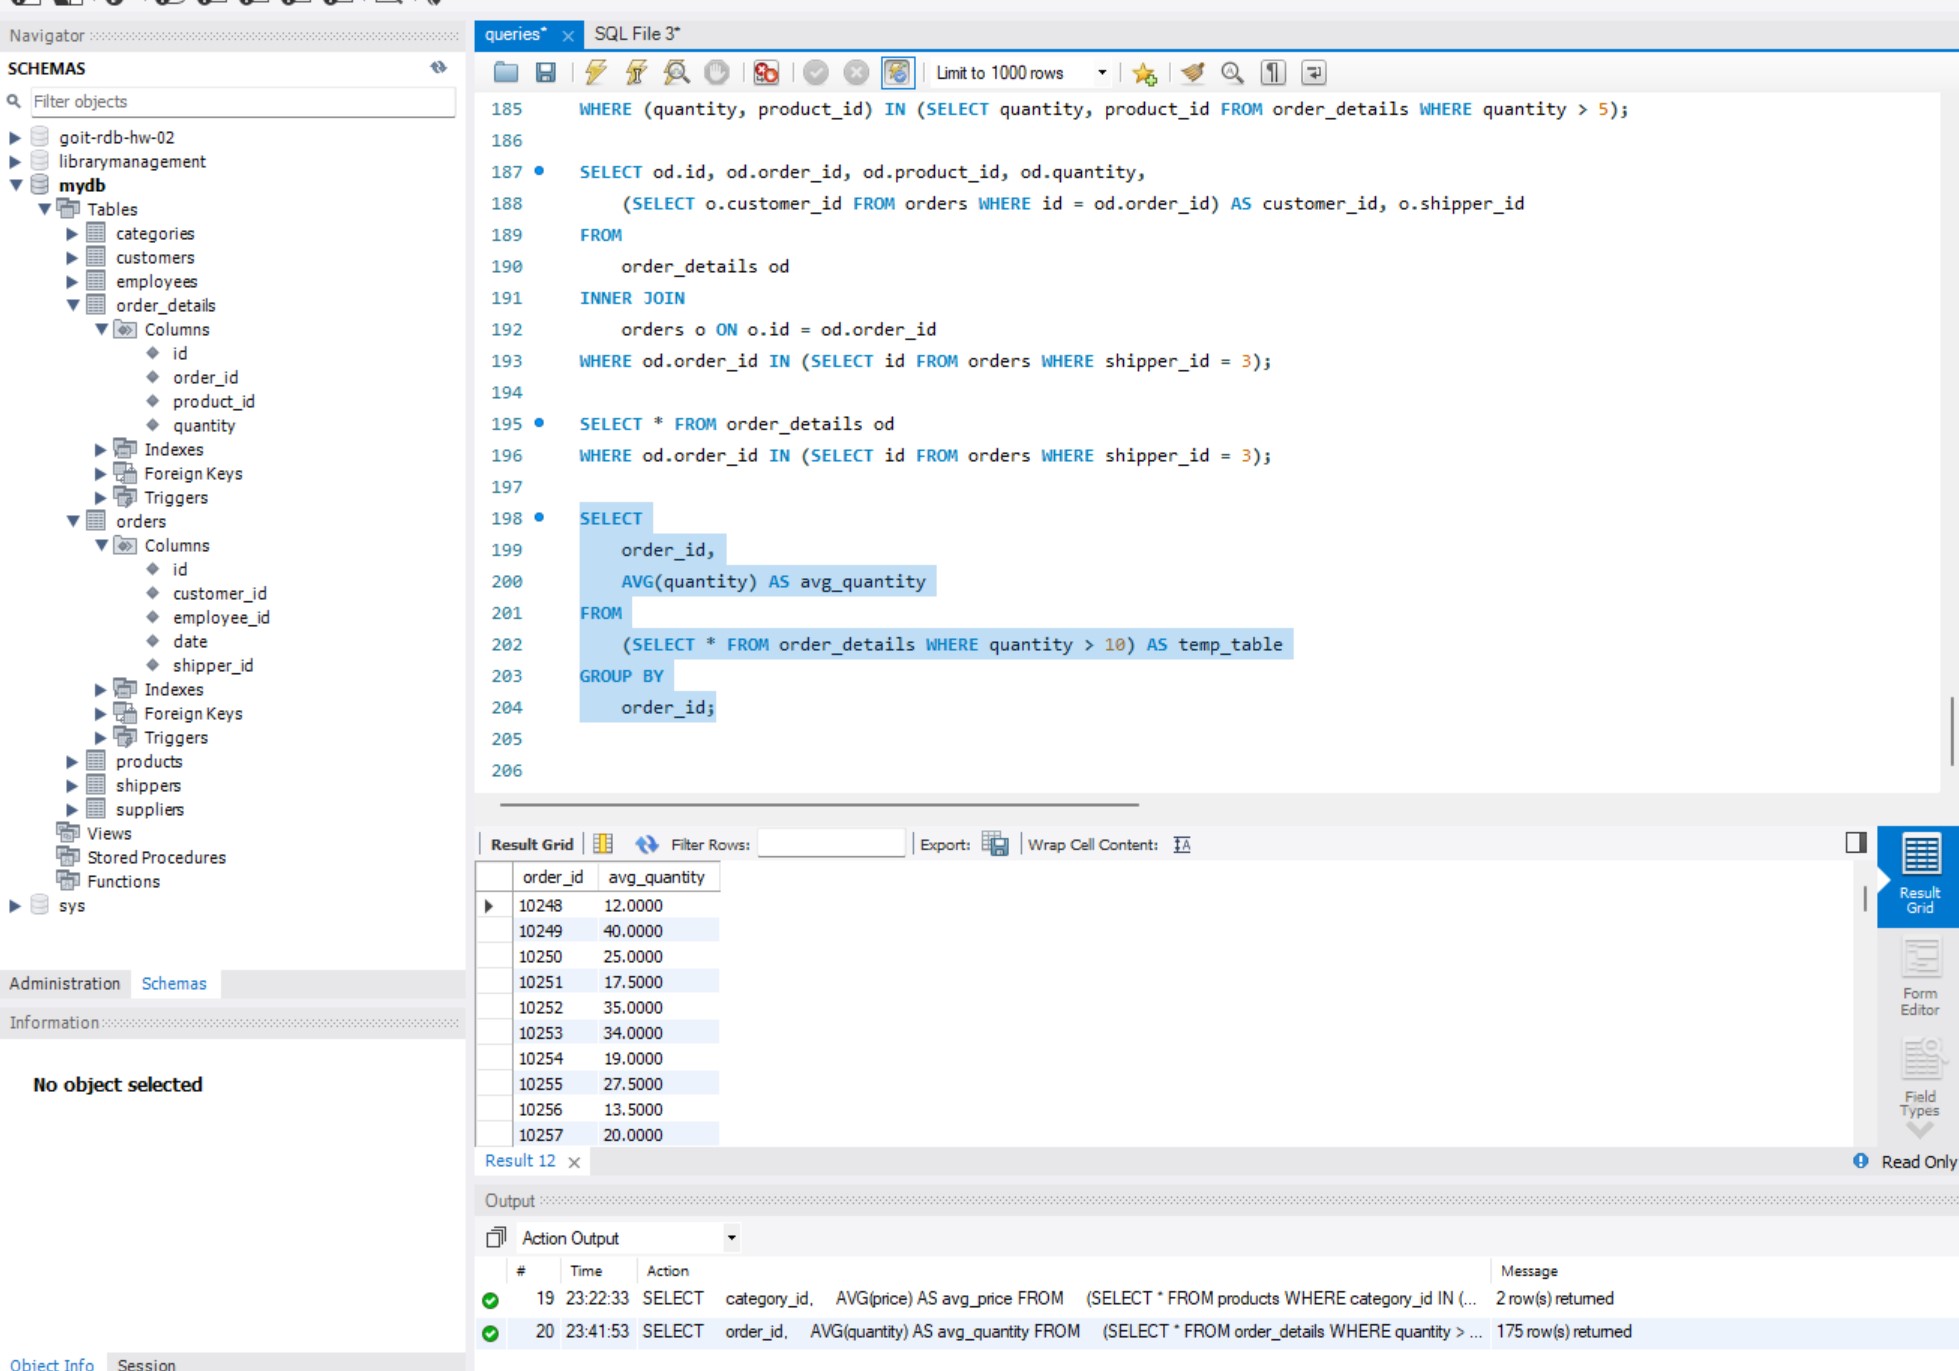 Navigator
SCHEMAS
Filter objects
goit-rdb-hw-02
librarymanagement
mydb
Tables
categories
customers
employees
order_details
Columns
id
order_id
product_id
quantity
Indexes
Foreign Keys
Triggers
orders
Columns
id
customer_id
employee_id
date
shipper_id
Indexes
Foreign Keys
Triggers
products
shippers
suppliers
Views
Stored Procedures
Functions
sys
Administration Schemas
Information
No object selected
Object Info Session
queries* SQL File 3*
Limit to 1000 rows
185 WHERE (quantity, product_id) IN (SELECT quantity, product_id FROM order_details WHERE quantity > 5);
186
187 SELECT od.id, od.order_id, od.product_id, od.quantity,
188 (SELECT o.customer_id FROM orders WHERE id = od.order_id) AS customer_id, o.shipper_id
189 FROM
190 order_details od
191 INNER JOIN
192 orders o ON o.id = od.order_id
193 WHERE od.order_id IN (SELECT id FROM orders WHERE shipper_id = 3);
194
195 SELECT * FROM order_details od
196 WHERE od.order_id IN (SELECT id FROM orders WHERE shipper_id = 3);
197
198 SELECT
199 order_id,
200 AVG(quantity) AS avg_quantity
201 FROM
202 (SELECT * FROM order_details WHERE quantity > 10) AS temp_table
203 GROUP BY
204 order_id;
205
206
Result Grid Filter Rows: Export: Wrap Cell Content:
order_id avg_quantity
10248 12.0000
10249 40.0000
10250 25.0000
10251 17.5000
10252 35.0000
10253 34.0000
10254 19.0000
10255 27.5000
10256 13.5000
10257 20.0000
Result
Grid
Form
Editor
Field
Types
Result 12 Read Only
Output
Action Output
# Time Action Message
19 23:22:33 SELECT category_id, AVG(price) AS avg_price FROM (SELECT * FROM products WHERE category_id IN (... 2 row(s) returned
20 23:41:53 SELECT order_id, AVG(quantity) AS avg_quantity FROM (SELECT * FROM order_details WHERE quantity > ... 175 row(s) returned